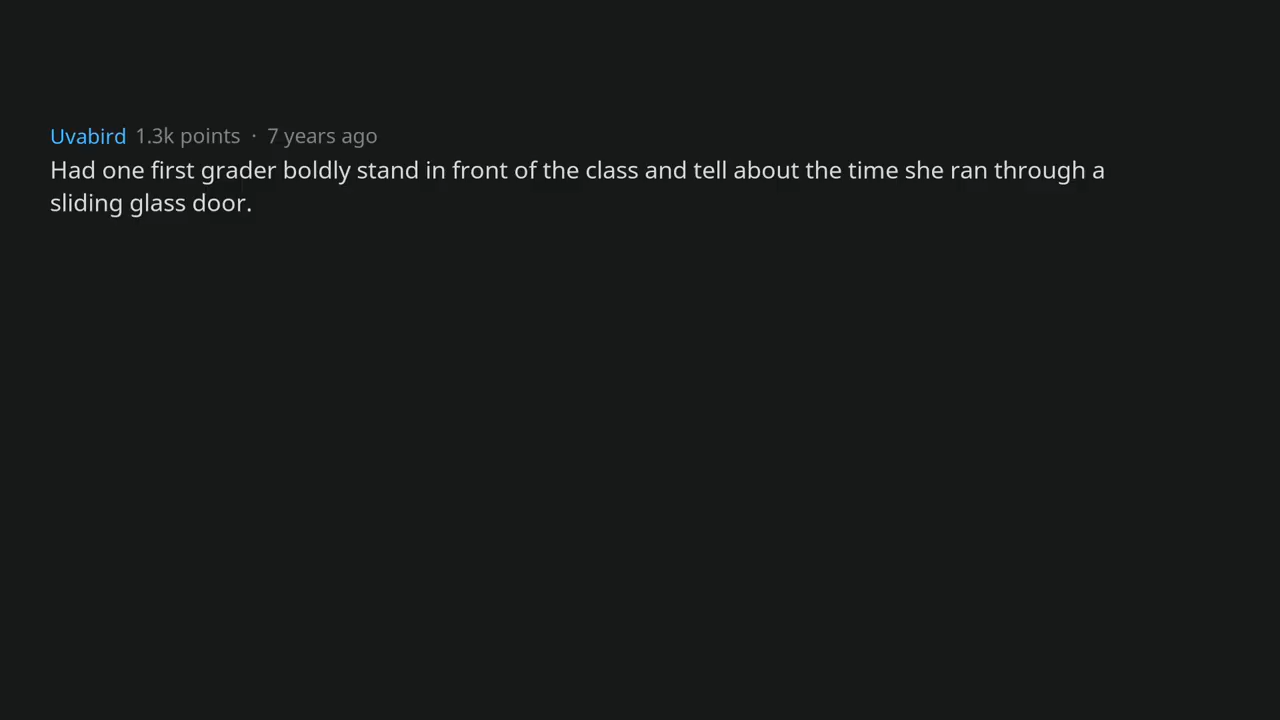 Uvabird 1.3k points · 7 years ago
Had one first grader boldly stand in front of the class and tell about the time she ran through a
sliding glass door.